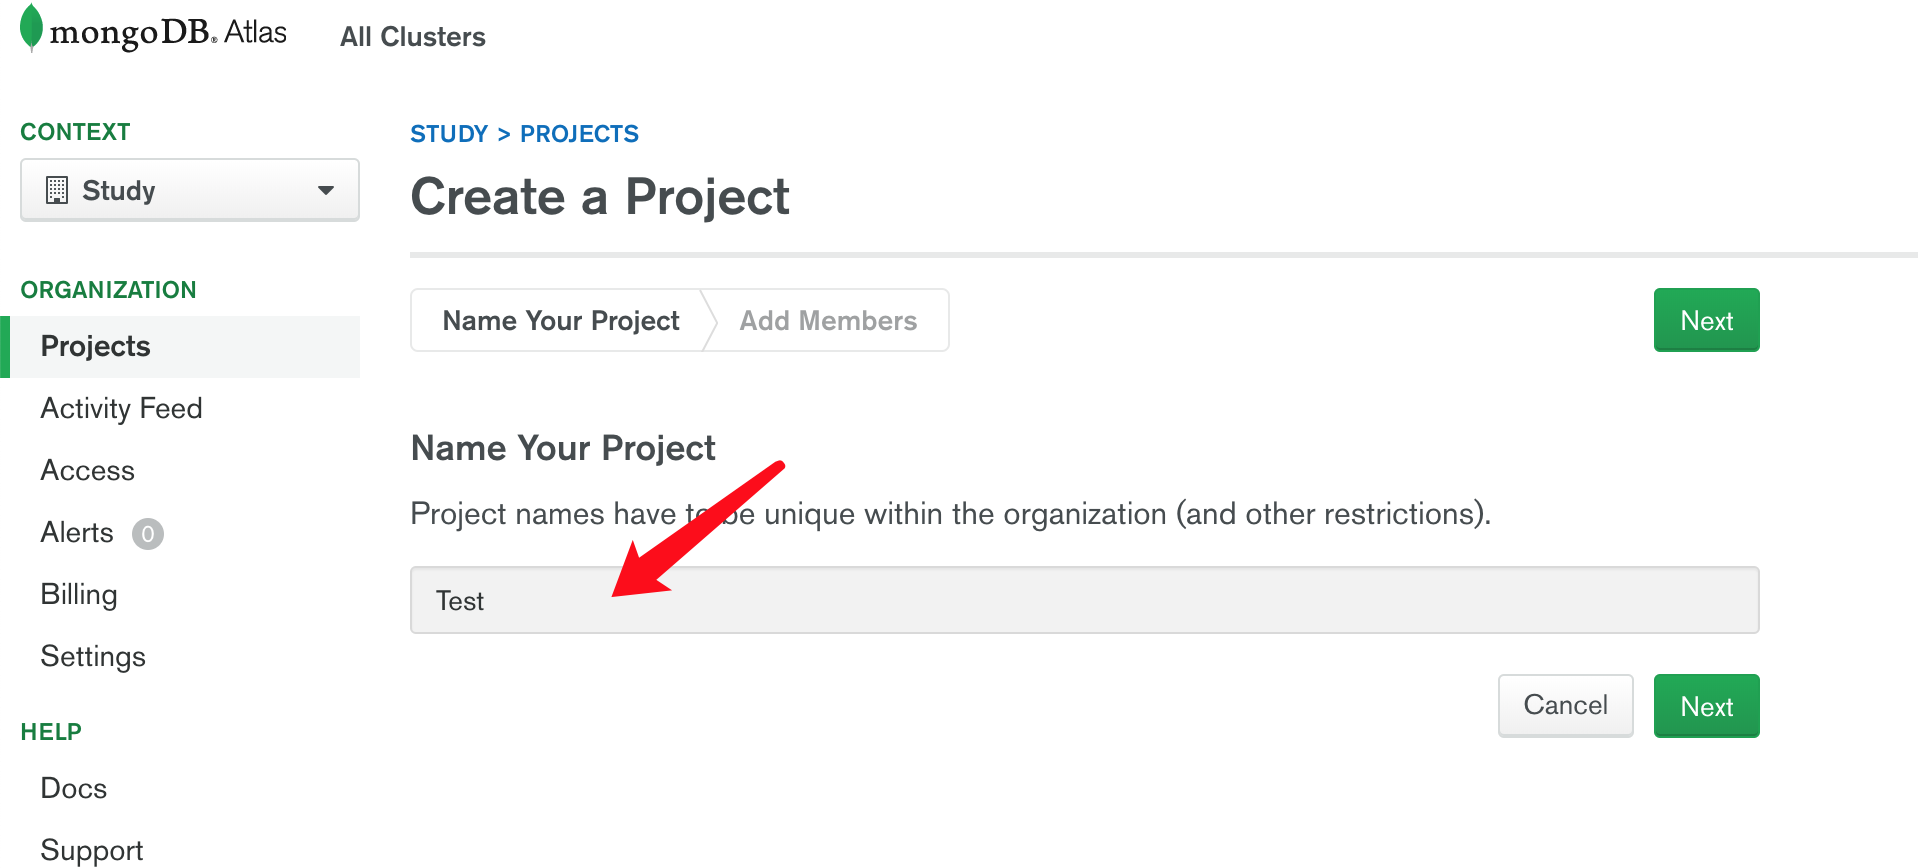 mongoDB® Atlas
All Clusters
CONTEXT
Study
ORGANIZATION
Projects
Activity Feed
Access
Alerts 0
Billing
Settings
HELP
Docs
Support
STUDY > PROJECTS
Create a Project
Name Your Project
Add Members
Next
Name Your Project
Project names have to be unique within the organization (and other restrictions).
Test
Cancel
Next